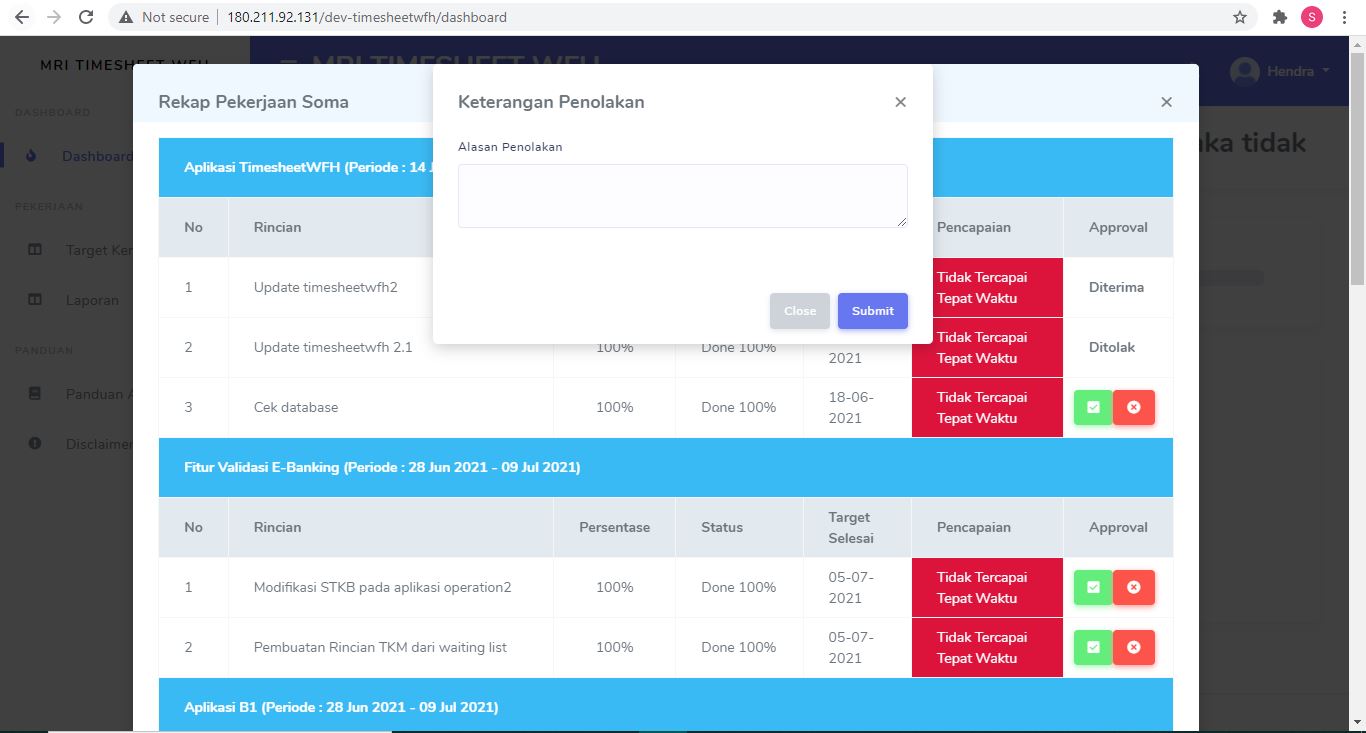 Not secure | 180.211.92.131/dev-timesheetwfh/dashboard
S
MRI TIMESHEET WFH
MRI TIMESHEET WFH
Hendra
Rekap Pekerjaan Soma
Keterangan Penolakan
Alasan Penolakan
Close Submit
DASHBOARD
Dashboard
PEKERJAAN
Laporan
PANDUAN
Panduan
Disclaimer
tidak
Aplikasi TimesheetWFH (Periode : 14
No Rincian Pencapaian Approval
1 Update timesheetwfh2 Tidak Tercapai Tepat Waktu Diterima
2 Update timesheetwfh 2.1 100% Done 100% 2021 Tidak Tercapai Tepat Waktu Ditolak
3 Cek database 100% Done 100% 18-06-2021 Tidak Tercapai Tepat Waktu
Fitur Validasi E-Banking (Periode : 28 Jun 2021 - 09 Jul 2021)
No Rincian Persentase Status Target Selesai Pencapaian Approval
1 Modifikasi STKB pada aplikasi operation2 100% Done 100% 05-07-2021 Tidak Tercapai Tepat Waktu
2 Pembuatan Rincian TKM dari waiting list 100% Done 100% 05-07-2021 Tidak Tercapai Tepat Waktu
Aplikasi B1 (Periode : 28 Jun 2021 - 09 Jul 2021)